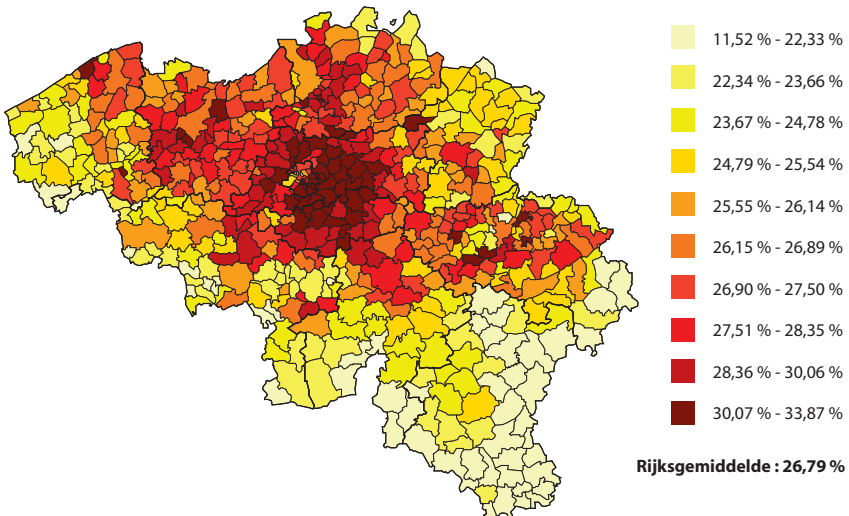 11,52 % - 22,33 %
22,34 % - 23,66 %
23,67 % - 24,78 %
24,79 % - 25,54 %
25,55 % - 26,14 %
26,15 % - 26,89 %
26,90 % - 27,50 %
27,51 % - 28,35 %
28,36 % - 30,06 %
30,07 % - 33,87 %
Rijksgemiddelde : 26,79 %